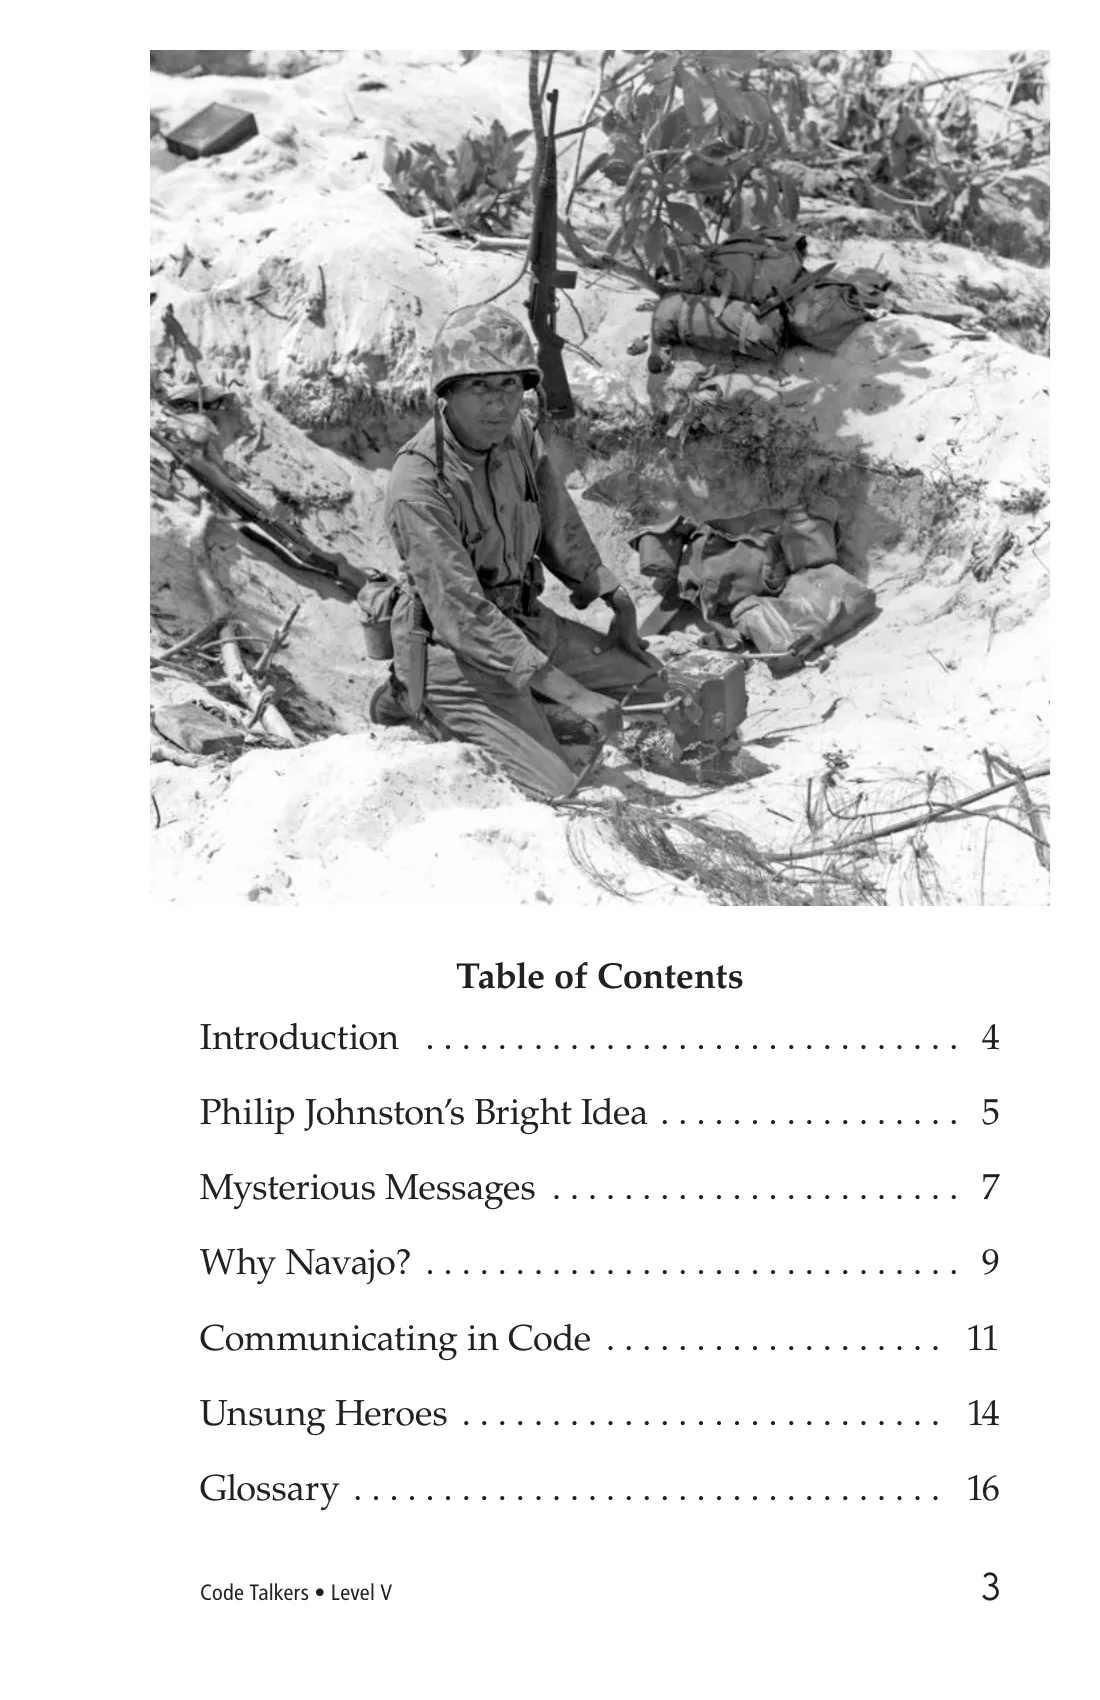 Table of Contents
Introduction .............................. 4
Philip Johnston's Bright Idea ................. 5
Mysterious Messages ....................... 7
Why Navajo? .............................. 9
Communicating in Code ................... 11
Unsung Heroes ........................... 14
Glossary ................................. 16
Code Talkers • Level V 3